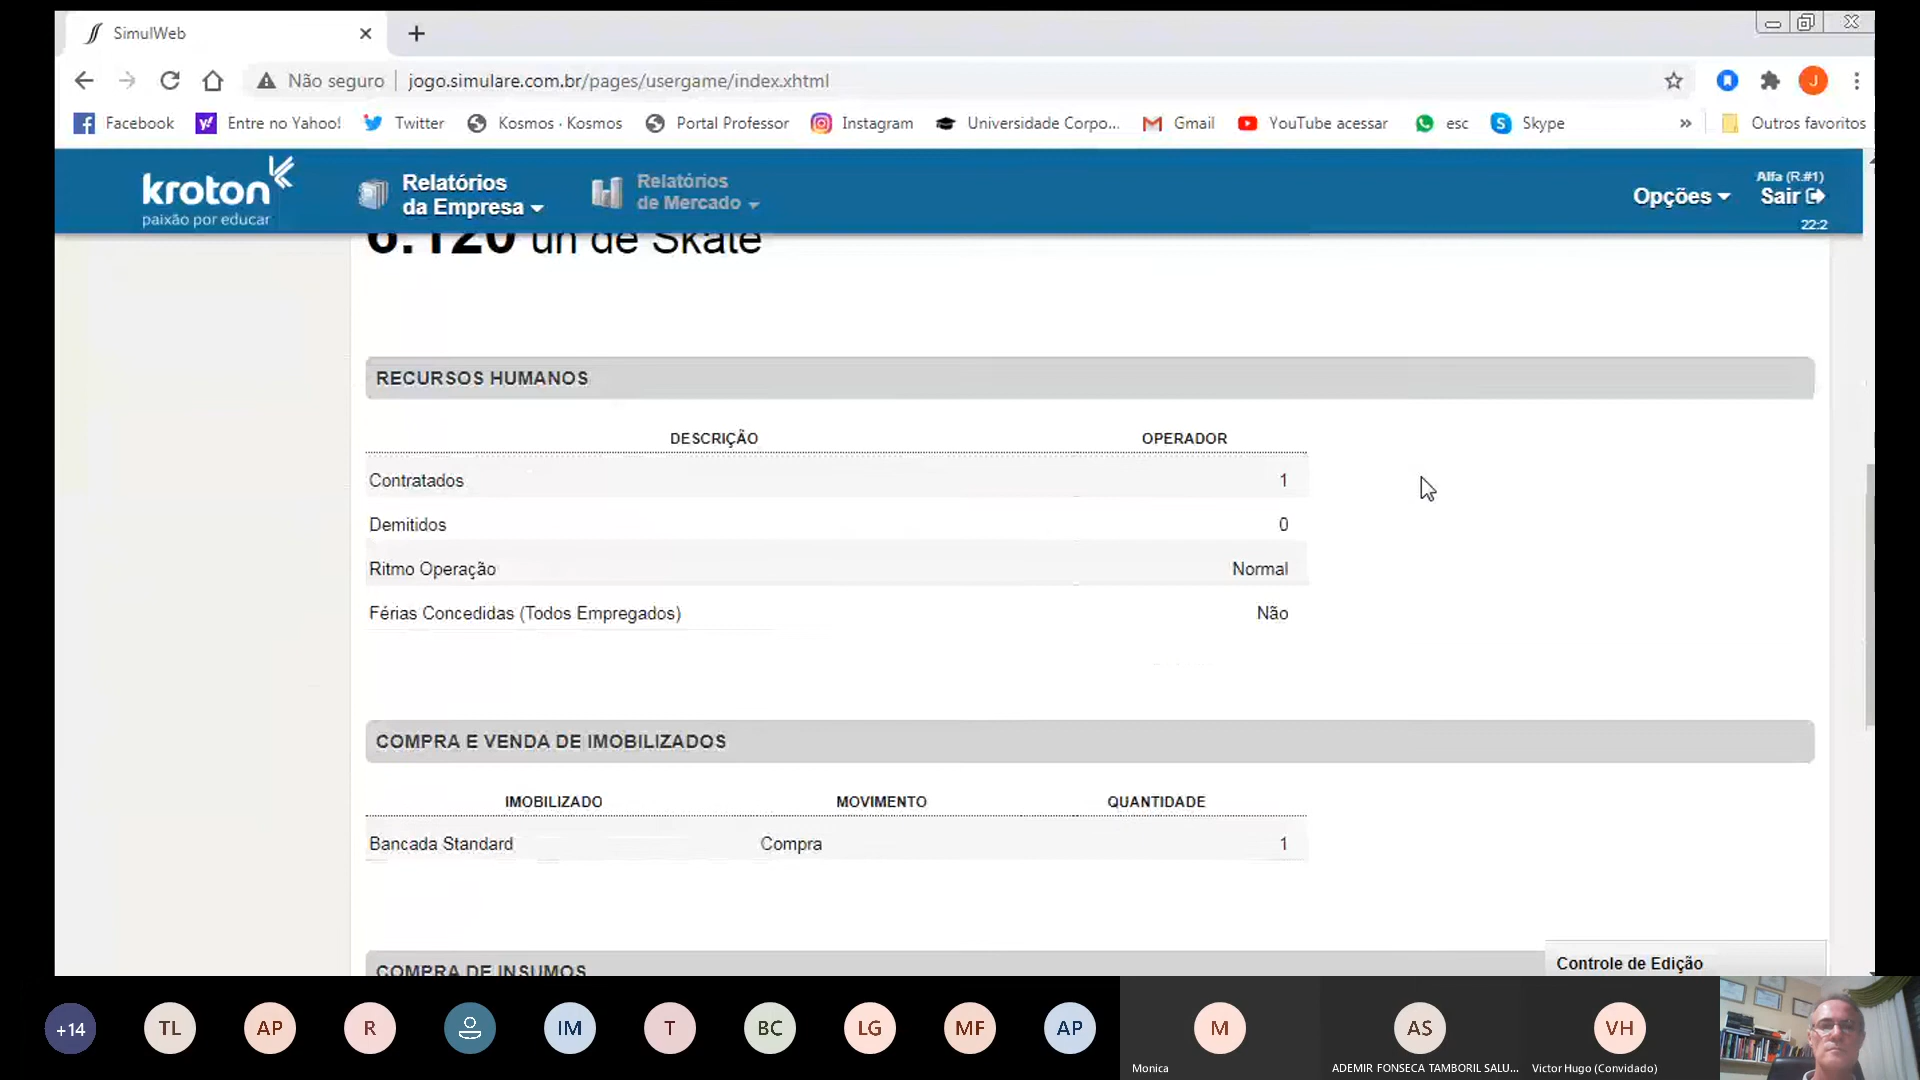 SimulWeb
Não seguro
jogo.simulare.com.br/pages/usergame/index.xhtml
J
Facebook
Entre no Yahoo!
Twitter
Kosmos · Kosmos
Portal Professor
Instagram
Universidade Corpo...
Gmail
YouTube acessar
esc
Skype
»
Outros favoritos
kroton
paixão por educar
Relatórios
da Empresa
Relatórios
de Mercado
Opções
Alfa (R.#1)
Sair
22:2
6.120 un de Skate
RECURSOS HUMANOS
DESCRIÇÃO OPERADOR
Contratados 1
Demitidos 0
Ritmo Operação Normal
Férias Concedidas (Todos Empregados) Não
COMPRA E VENDA DE IMOBILIZADOS
IMOBILIZADO MOVIMENTO QUANTIDADE
Bancada Standard Compra 1
COMPRA DE INSUMOS
Controle de Edição
+14
TL
AP
R
IM
T
BC
LG
MF
AP
M
AS
VH
Monica
ADEMIR FONSECA TAMBORIL SALU...
Victor Hugo (Convidado)